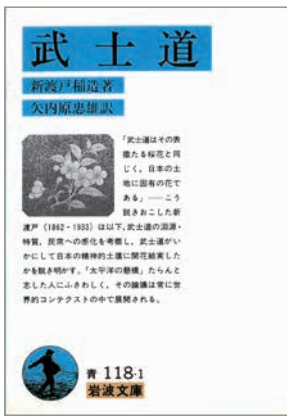 武士道
新渡戸稲造著
矢内原忠雄訳
「武士道はその表
徴たる桜花と同
じく，日本の土
地に固有の花で
ある」――こう
説きおこした新
渡戸（1862-1933）は以下，武士道の淵源・
特質，民衆への感化を考察し，武士道がい
かにして日本の精神的土壌に開花結実した
かを説き明かす。「太平洋の懸橋」たらんと
志した人にふさわしく，その論議は常に世
界的コンテクストの中で展開される。
青 118-1
岩波文庫